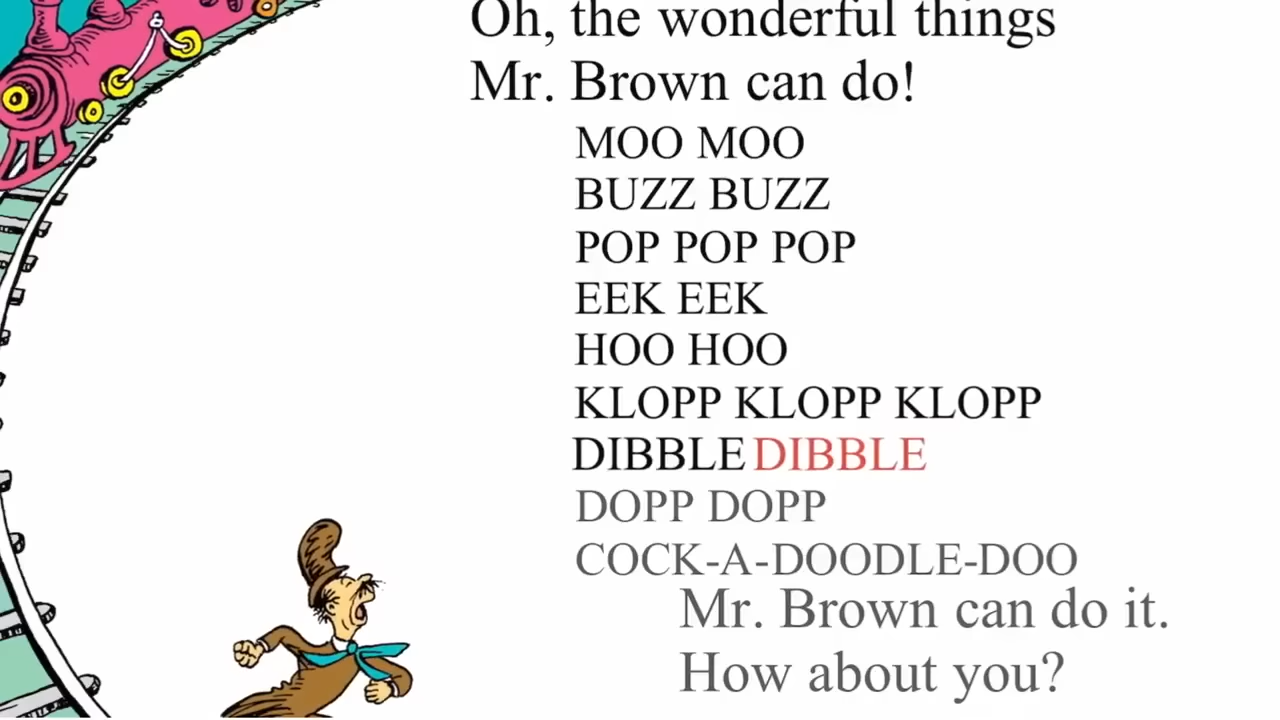 Oh, the wonderful things
Mr. Brown can do!
MOO MOO
BUZZ BUZZ
POP POP POP
EEK EEK
HOO HOO
KLOPP KLOPP KLOPP
DIBBLE DIBBLE
DOPP DOPP
COCK-A-DOODLE-DOO
Mr. Brown can do it.
How about you?